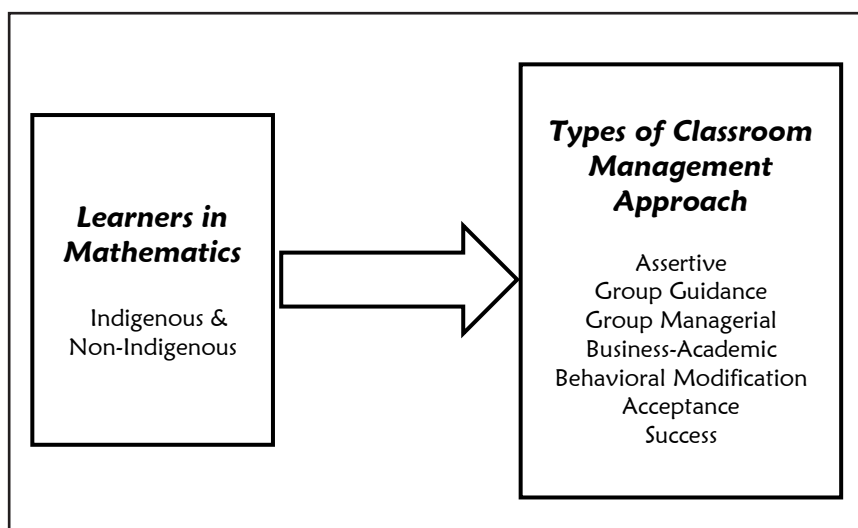 Learners in
Mathematics
Indigenous &
Non-Indigenous
Types of Classroom
Management
Approach
Assertive
Group Guidance
Group Managerial
Business-Academic
Behavioral Modification
Acceptance
Success